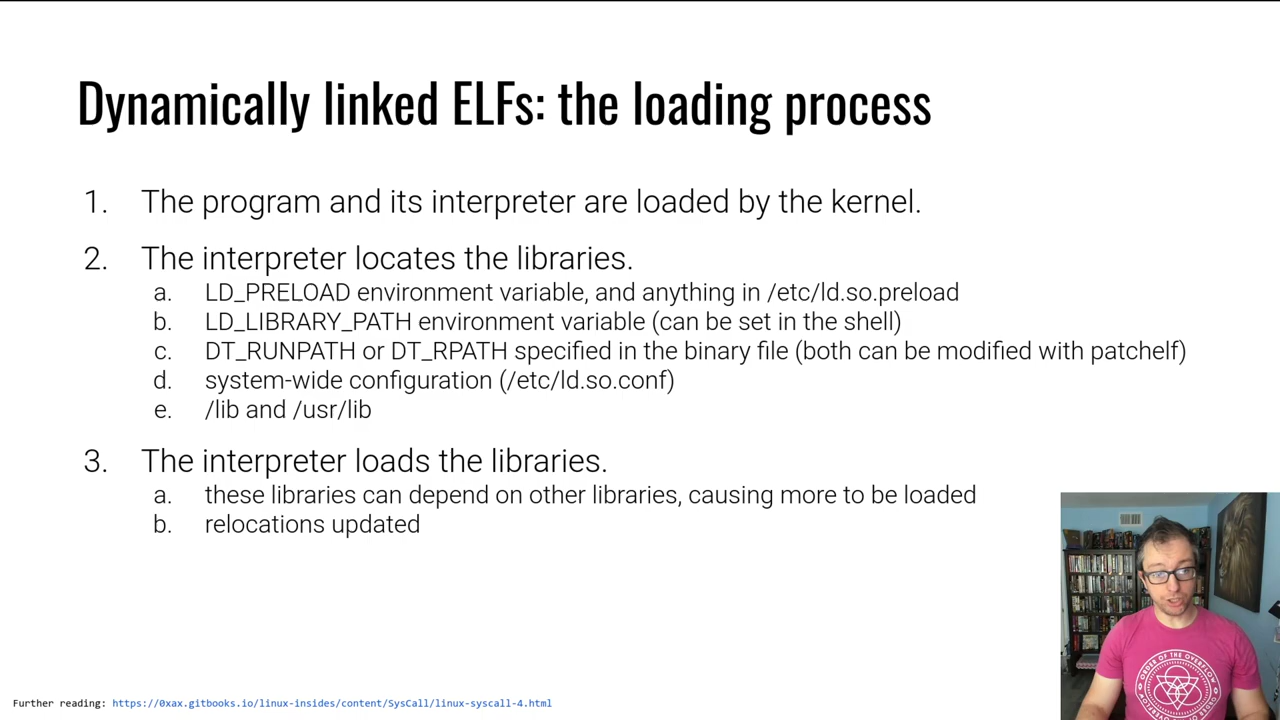 Dynamically linked ELFs: the loading process
1. The program and its interpreter are loaded by the kernel.
2. The interpreter locates the libraries.
a. LD_PRELOAD environment variable, and anything in /etc/ld.so.preload
b. LD_LIBRARY_PATH environment variable (can be set in the shell)
c. DT_RUNPATH or DT_RPATH specified in the binary file (both can be modified with patchelf)
d. system-wide configuration (/etc/ld.so.conf)
e. /lib and /usr/lib
3. The interpreter loads the libraries.
a. these libraries can depend on other libraries, causing more to be loaded
b. relocations updated
ORDER OF THE OVERFLOW
Further reading: https://0xax.gitbooks.io/linux-insides/content/SysCall/linux-syscall-4.html